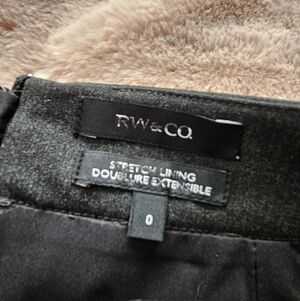 RW&CO.
STRETCH LINING
DOUBLURE EXTENSIBLE
0